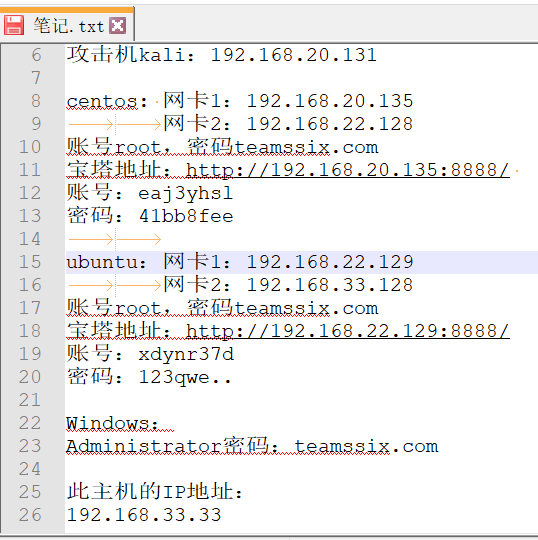 笔记.txt
6 攻击机kali: 192.168.20.131
7
8 centos: 网卡1: 192.168.20.135
9 网卡2: 192.168.22.128
10 账号root，密码teamssix.com
11 宝塔地址: http://192.168.20.135:8888/
12 账号: eaj3yhsl
13 密码: 41bb8fee
14
15 ubuntu: 网卡1: 192.168.22.129
16 网卡2: 192.168.33.128
17 账号root，密码teamssix.com
18 宝塔地址: http://192.168.22.129:8888/
19 账号: xdynr37d
20 密码: 123qwe..
21
22 Windows:
23 Administrator密码: teamssix.com
24
25 此主机的IP地址:
26 192.168.33.33